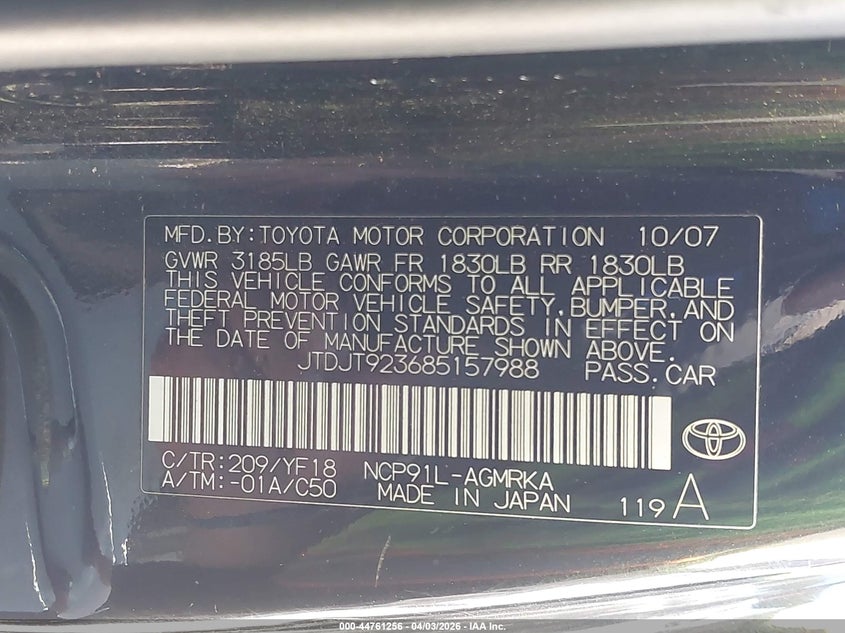 MFD.BY:TOYOTA MOTOR CORPORATION 10/07
GVWR 3185LB GAWR FR 1830LB RR 1830LB
THIS VEHICLE CONFORMS TO ALL APPLICABLE
FEDERAL MOTOR VEHICLE SAFETY,BUMPER,AND
THEFT PREVENTION STANDARDS IN EFFECT ON
THE DATE OF MANUFACTURE SHOWN ABOVE.
JTDJT923685157988 PASS.CAR
C/TR:209/YF18 NCP91L-AGMRKA
A/TM:-01A/C50 MADE IN JAPAN 119 A
000-44761256 - 04/03/2026 - IAA Inc.